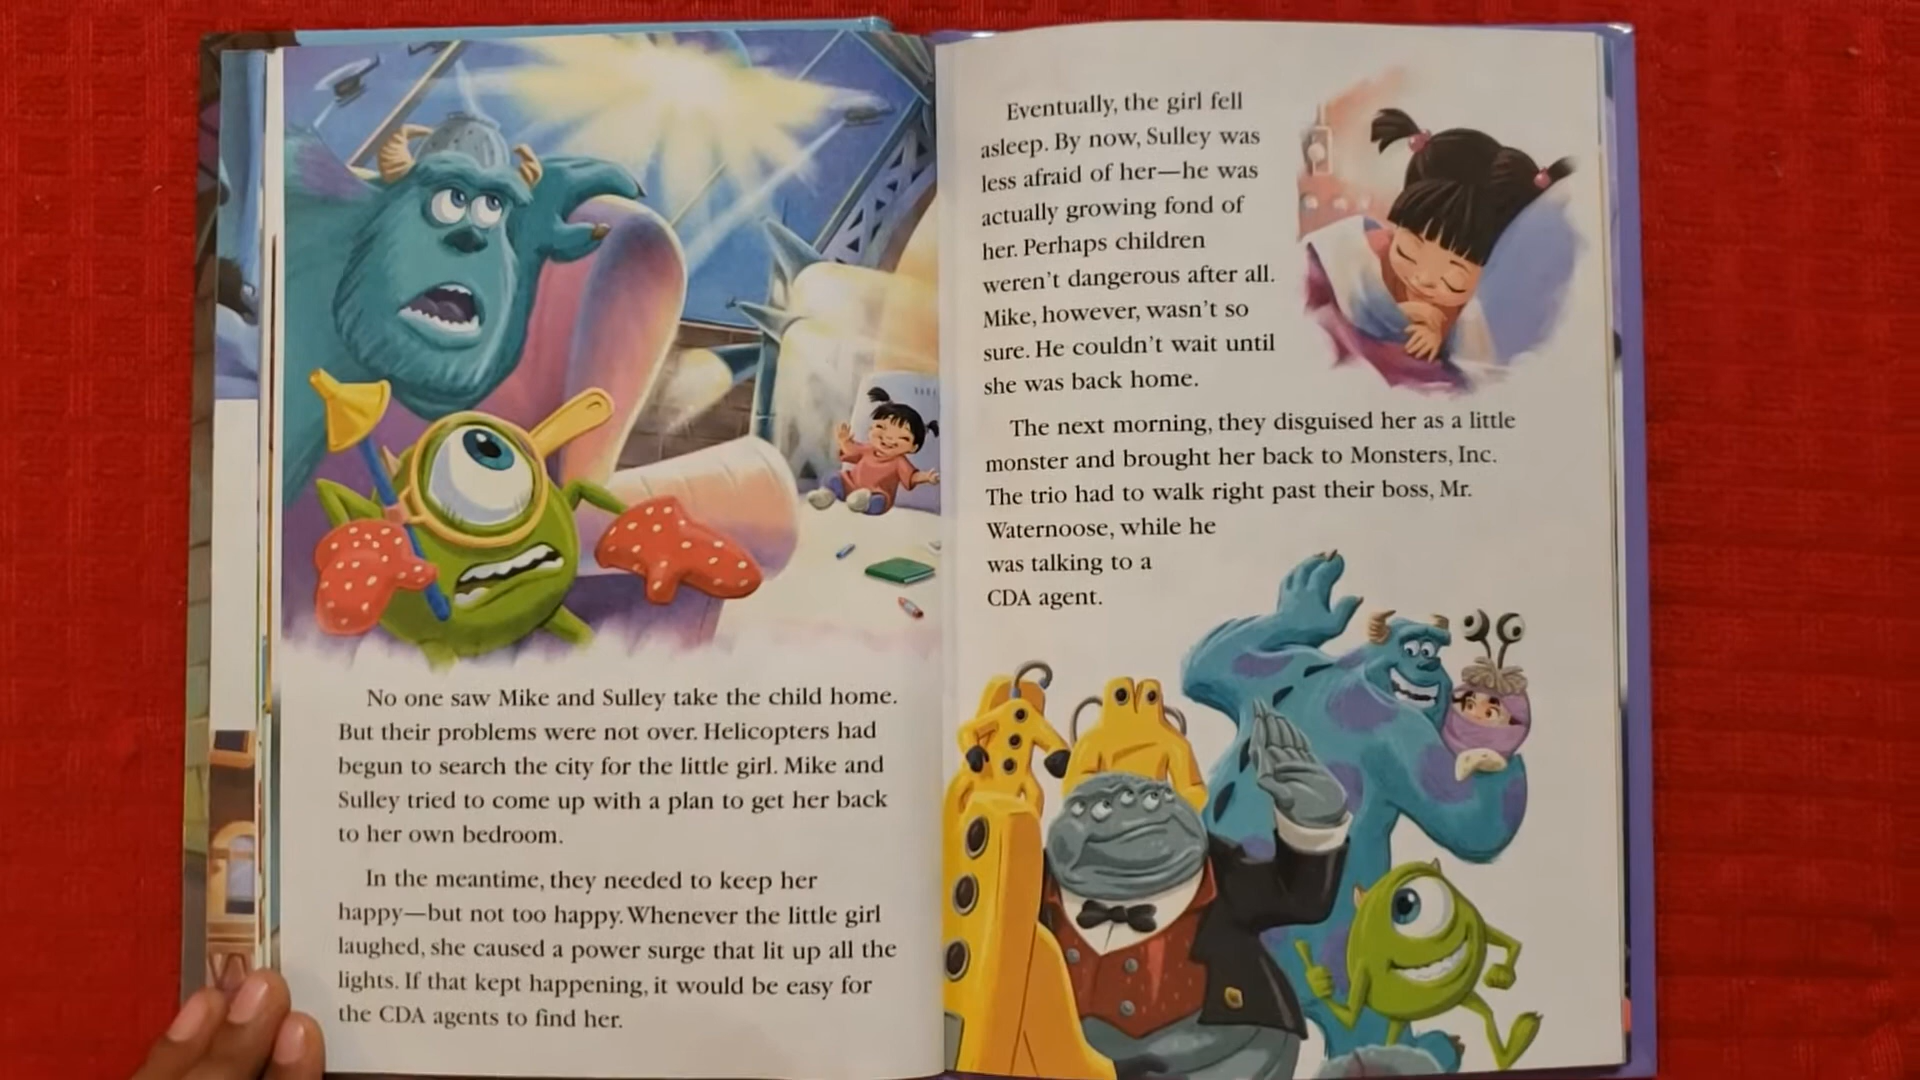 No one saw Mike and Sulley take the child home.
But their problems were not over. Helicopters had
begun to search the city for the little girl. Mike and
Sulley tried to come up with a plan to get her back
to her own bedroom.
In the meantime, they needed to keep her
happy—but not too happy. Whenever the little girl
laughed, she caused a power surge that lit up all the
lights. If that kept happening, it would be easy for
the CDA agents to find her.
Eventually, the girl fell
asleep. By now, Sulley was
less afraid of her—he was
actually growing fond of
her. Perhaps children
weren't dangerous after all.
Mike, however, wasn't so
sure. He couldn't wait until
she was back home.
The next morning, they disguised her as a little
monster and brought her back to Monsters, Inc.
The trio had to walk right past their boss, Mr.
Waternoose, while he
was talking to a
CDA agent.